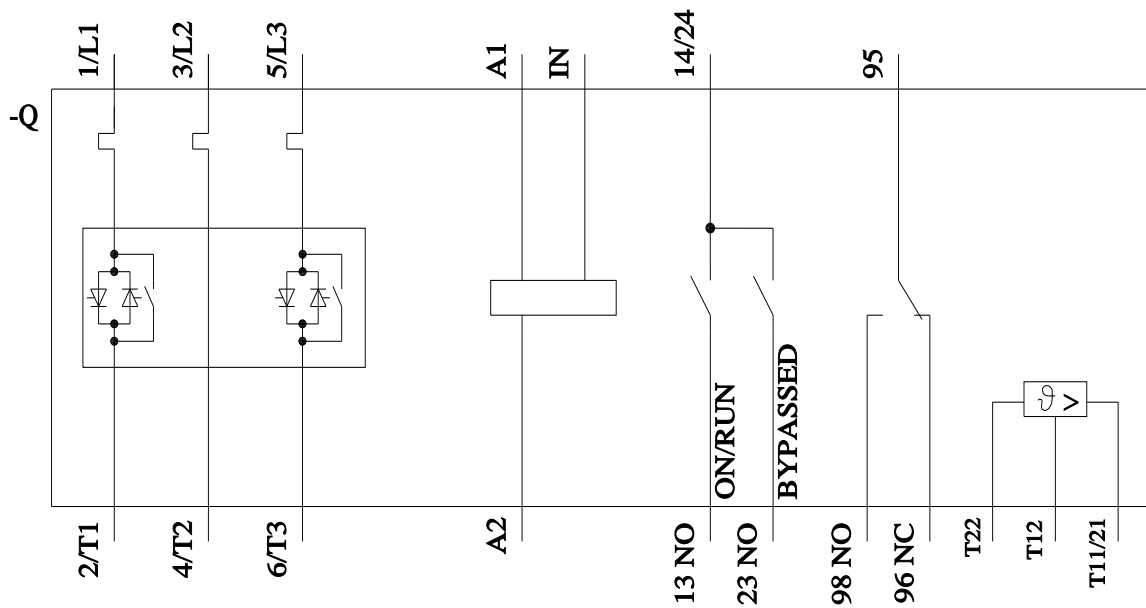 1/L1
3/L2
5/L3
A1
IN
14/24
95
-Q
ON/RUN
BYPASSED
ϑ >
2/T1
4/T2
6/T3
A2
13 NO
23 NO
98 NO
96 NC
T22
T12
T11/21